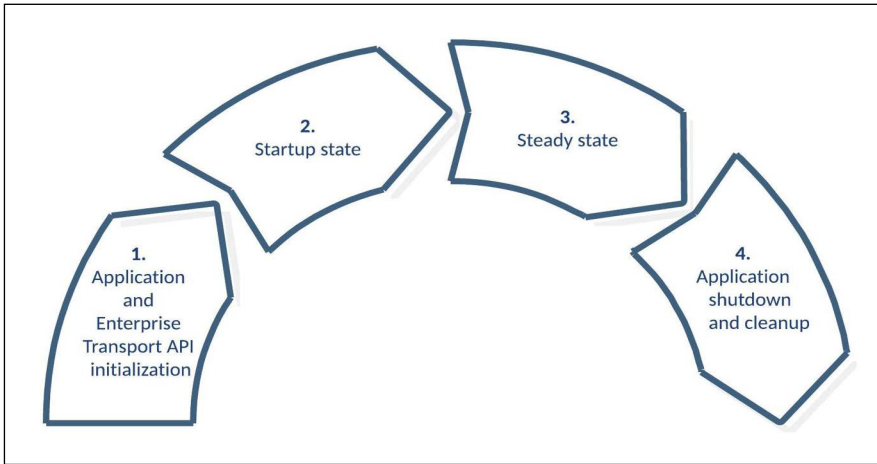 1.
Application
and
Enterprise
Transport API
initialization
2.
Startup state
3.
Steady state
4.
Application
shutdown
and cleanup